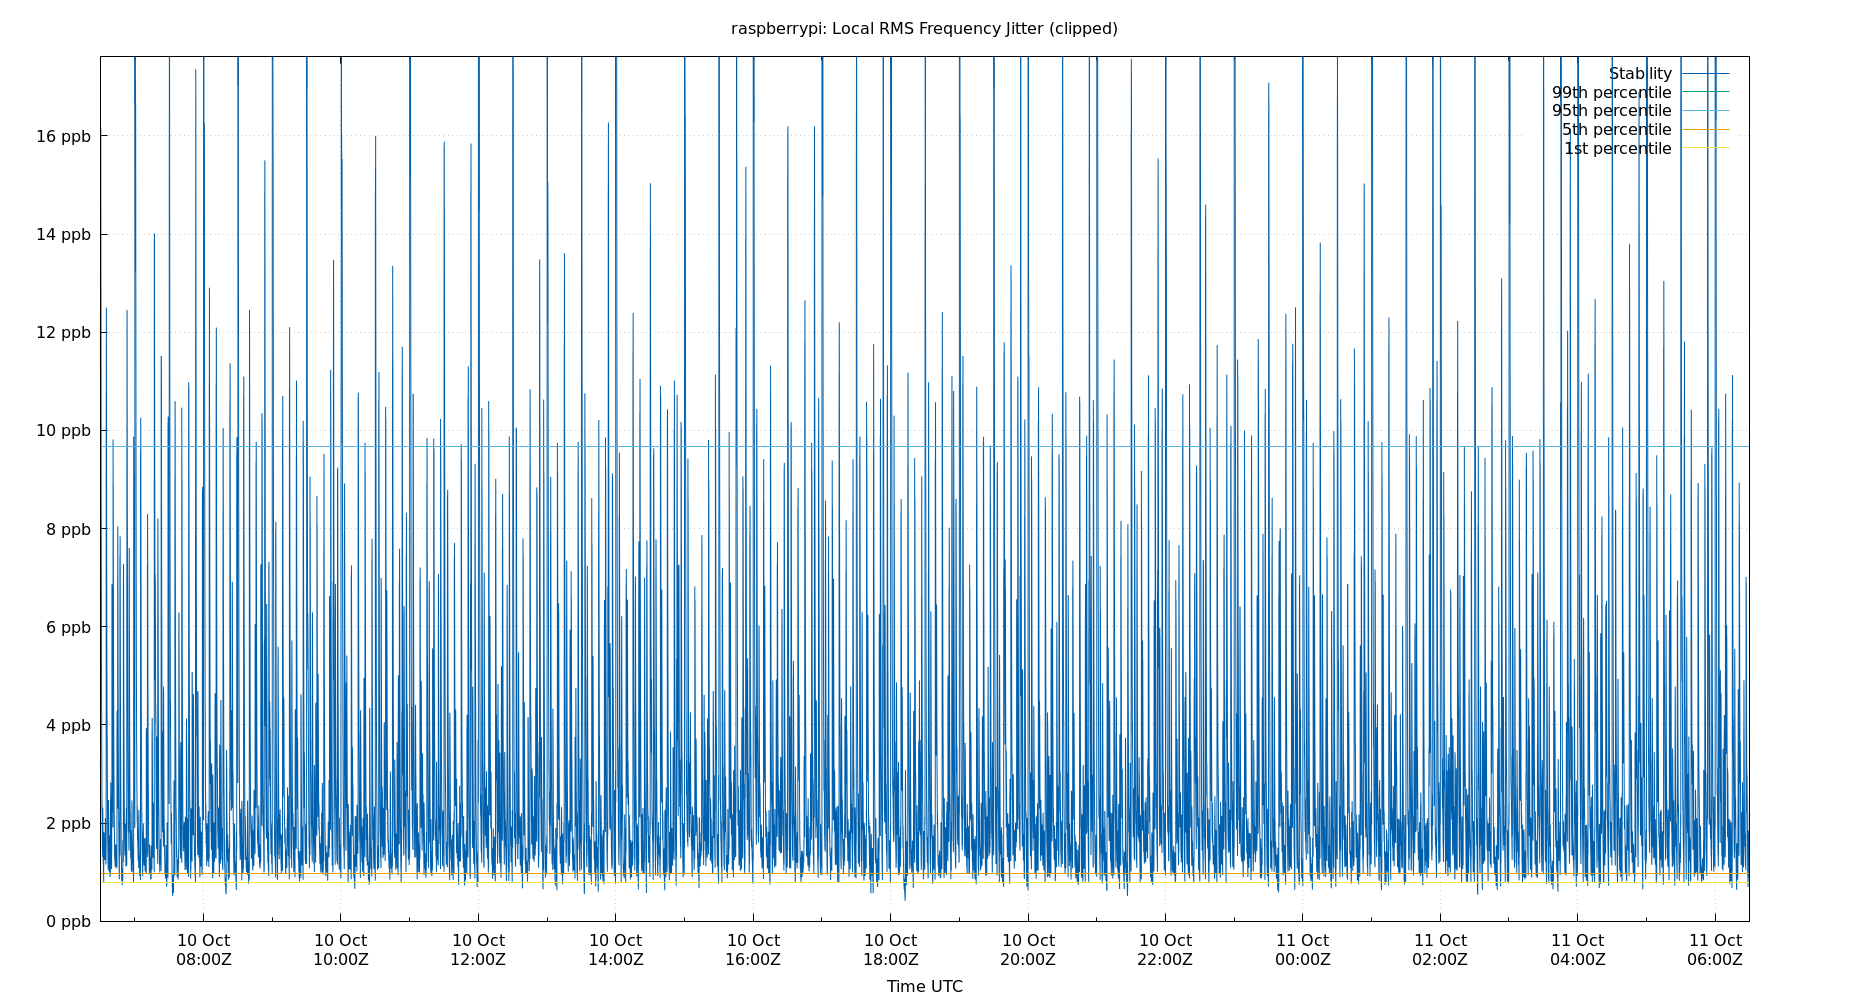 raspberrypi: Local RMS Frequency Jitter (clipped)
Stability
99th percentile
95th percentile
5th percentile
1st percentile
16 ppb
14 ppb
12 ppb
10 ppb
8 ppb
6 ppb
4 ppb
2 ppb
0 ppb
10 Oct 10 Oct 10 Oct 10 Oct 10 Oct 10 Oct 10 Oct 10 Oct 11 Oct 11 Oct 11 Oct 11 Oct
08:00Z 10:00Z 12:00Z 14:00Z 16:00Z 18:00Z 20:00Z 22:00Z 00:00Z 02:00Z 04:00Z 06:00Z
Time UTC